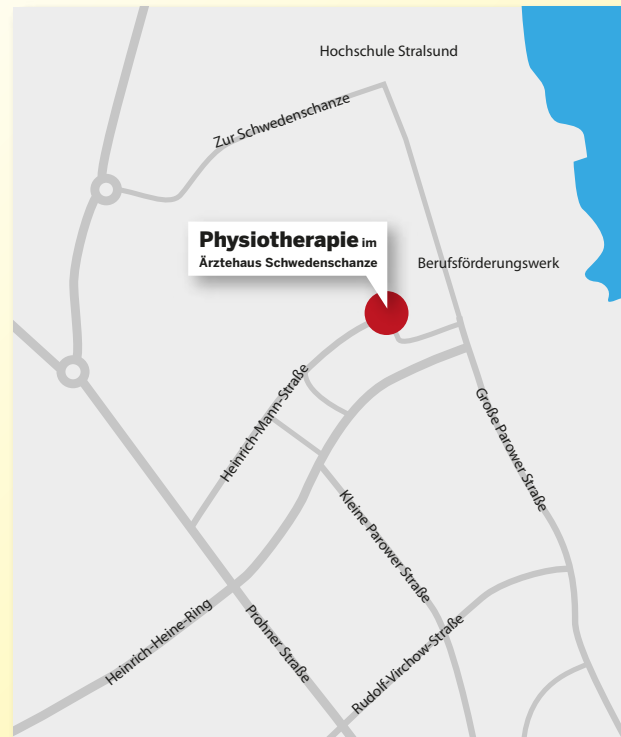 Hochschule Stralsund
Zur Schwedenschanze
Physiotherapie im
Ärztehaus Schwedenschanze
Berufsförderungswerk
Heinrich-Mann-Straße
Große Parower Straße
Kleine Parower Straße
Heinrich-Heine-Ring
Prohner Straße
Rudolf-Virchow-Straße